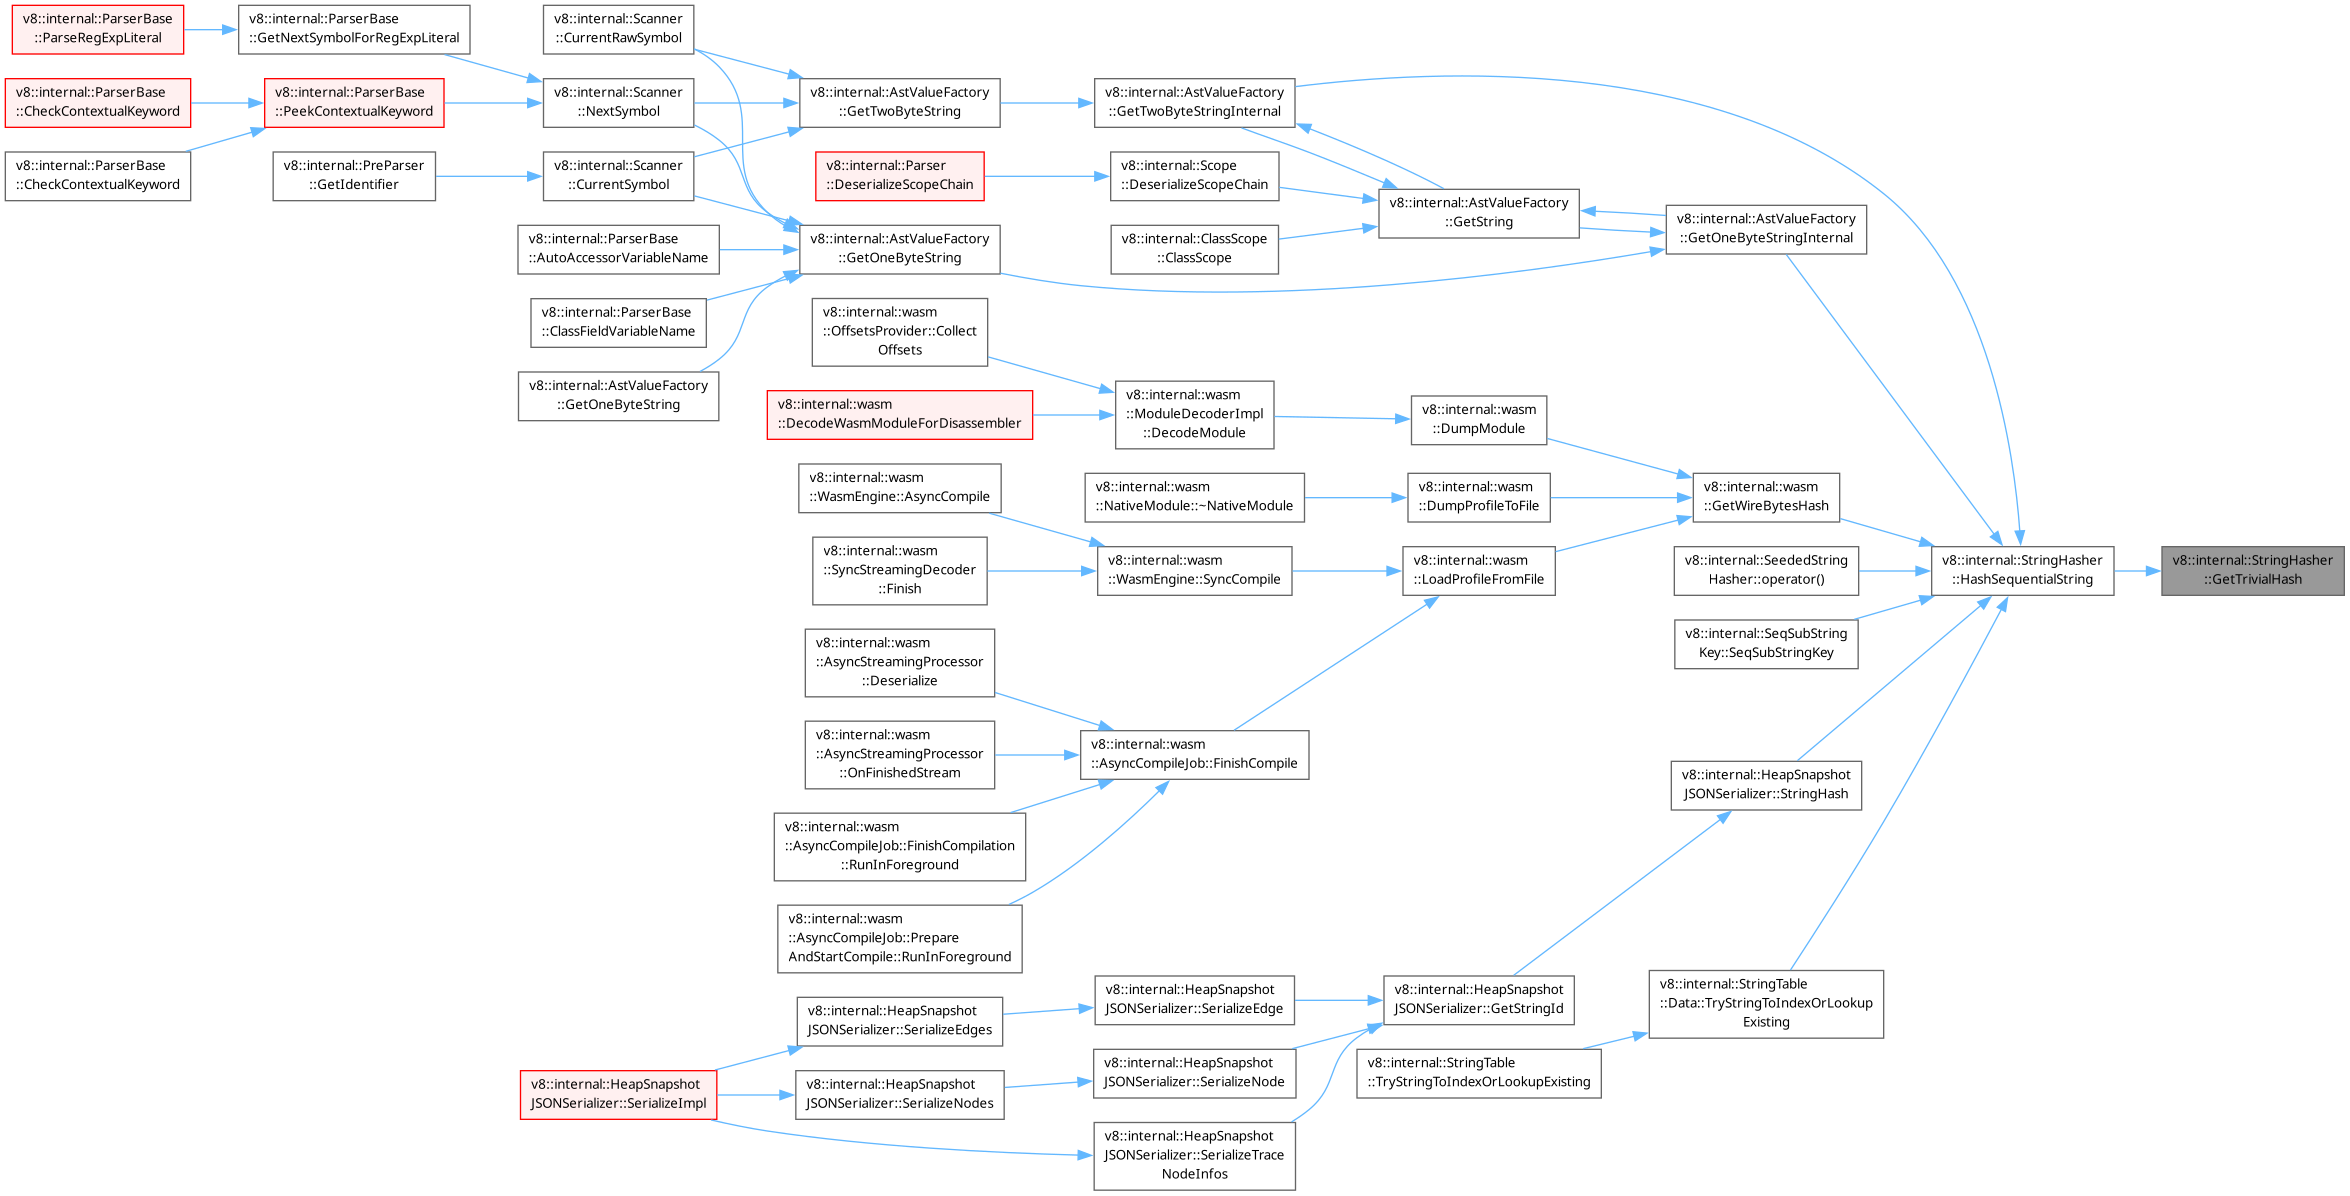 v8::internal::ParserBase
::ParseRegExpLiteral
v8::internal::ParserBase
::GetNextSymbolForRegExpLiteral
v8::internal::Scanner
::CurrentRawSymbol
v8::internal::ParserBase
::CheckContextualKeyword
v8::internal::ParserBase
::PeekContextualKeyword
v8::internal::Scanner
::NextSymbol
v8::internal::AstValueFactory
::GetTwoByteString
v8::internal::AstValueFactory
::GetTwoByteStringInternal
v8::internal::ParserBase
::CheckContextualKeyword
v8::internal::PreParser
::GetIdentifier
v8::internal::Scanner
::CurrentSymbol
v8::internal::Parser
::DeserializeScopeChain
v8::internal::Scope
::DeserializeScopeChain
v8::internal::AstValueFactory
::GetString
v8::internal::AstValueFactory
::GetOneByteStringInternal
v8::internal::ParserBase
::AutoAccessorVariableName
v8::internal::AstValueFactory
::GetOneByteString
v8::internal::ClassScope
::ClassScope
v8::internal::ParserBase
::ClassFieldVariableName
v8::internal::wasm
::OffsetsProvider::Collect
Offsets
v8::internal::AstValueFactory
::GetOneByteString
v8::internal::wasm
::DecodeWasmModuleForDisassembler
v8::internal::wasm
::ModuleDecoderImpl
::DecodeModule
v8::internal::wasm
::DumpModule
v8::internal::wasm
::WasmEngine::AsyncCompile
v8::internal::wasm
::NativeModule::~NativeModule
v8::internal::wasm
::DumpProfileToFile
v8::internal::wasm
::GetWireBytesHash
v8::internal::wasm
::SyncStreamingDecoder
::Finish
v8::internal::wasm
::WasmEngine::SyncCompile
v8::internal::wasm
::LoadProfileFromFile
v8::internal::SeededString
Hasher::operator()
v8::internal::StringHasher
::HashSequentialString
v8::internal::StringHasher
::GetTrivialHash
v8::internal::SeqSubString
Key::SeqSubStringKey
v8::internal::wasm
::AsyncStreamingProcessor
::Deserialize
v8::internal::wasm
::AsyncStreamingProcessor
::OnFinishedStream
v8::internal::wasm
::AsyncCompileJob::FinishCompile
v8::internal::HeapSnapshot
JSONSerializer::StringHash
v8::internal::wasm
::AsyncCompileJob::FinishCompilation
::RunInForeground
v8::internal::wasm
::AsyncCompileJob::Prepare
AndStartCompile::RunInForeground
v8::internal::HeapSnapshot
JSONSerializer::SerializeEdges
v8::internal::HeapSnapshot
JSONSerializer::SerializeEdge
v8::internal::HeapSnapshot
JSONSerializer::GetStringId
v8::internal::StringTable
::Data::TryStringToIndexOrLookup
Existing
v8::internal::HeapSnapshot
JSONSerializer::SerializeImpl
v8::internal::HeapSnapshot
JSONSerializer::SerializeNodes
v8::internal::HeapSnapshot
JSONSerializer::SerializeNode
v8::internal::StringTable
::TryStringToIndexOrLookupExisting
v8::internal::HeapSnapshot
JSONSerializer::SerializeTrace
NodeInfos